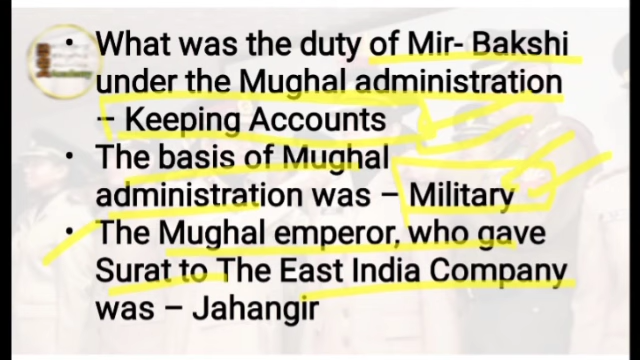 • What was the duty of Mir- Bakshi
under the Mughal administration
– Keeping Accounts
• The basis of Mughal
administration was – Military
• The Mughal emperor, who gave
Surat to The East India Company
was – Jahangir